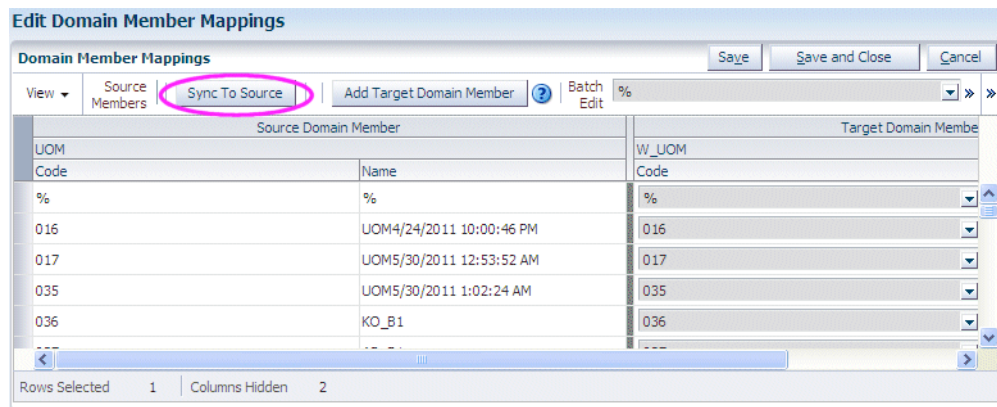 Edit Domain Member Mappings
Domain Member Mappings Save Save and Close Cancel
View Source Members Sync To Source Add Target Domain Member ? Batch Edit % » »
Source Domain Member Target Domain Membe
UOM W_UOM
Code Name Code
% % %
016 UOM4/24/2011 10:00:46 PM 016
017 UOM5/30/2011 12:53:52 AM 017
035 UOM5/30/2011 1:02:24 AM 035
036 KO_B1 036
Rows Selected 1 Columns Hidden 2